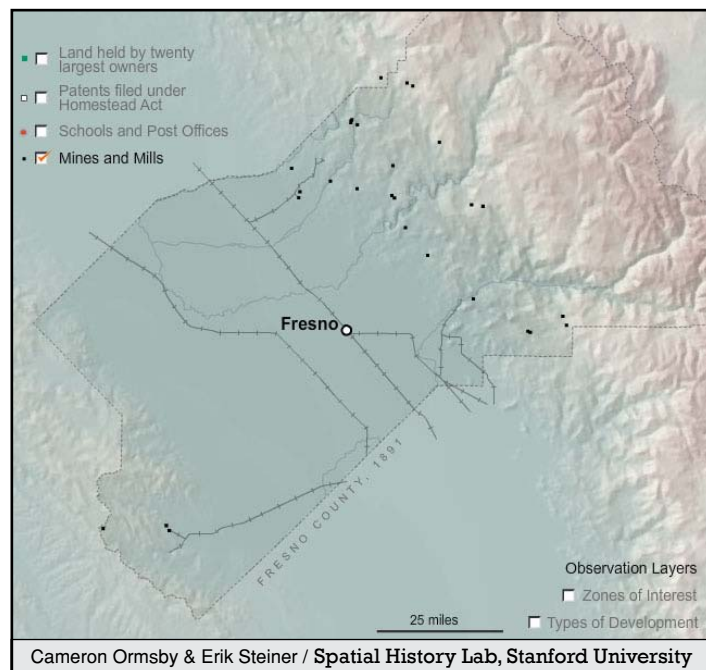 Land held by twenty
largest owners
Patents filed under
Homestead Act
Schools and Post Offices
Mines and Mills
Fresno
FRESNO COUNTY, 1891
Observation Layers
Zones of Interest
Types of Development
25 miles
Cameron Ormsby & Erik Steiner / Spatial History Lab, Stanford University